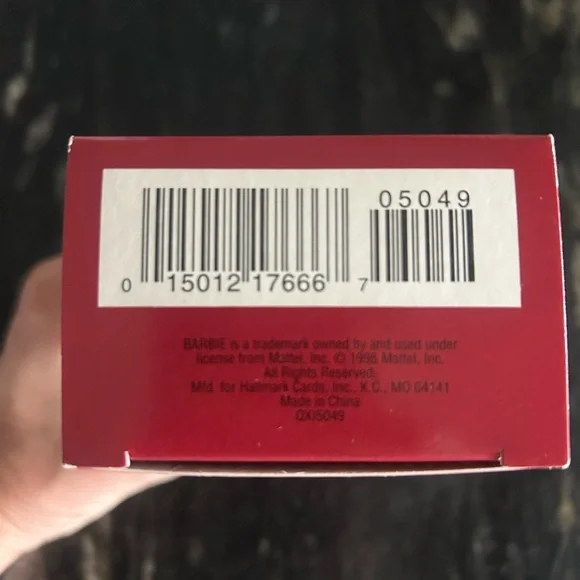 05049
0 15012 17666 7
BARBIE is a trademark owned by and used under
license from Mattel, Inc. © 1996 Mattel, Inc.
All Rights Reserved.
Mfd. for Hallmark Cards, Inc., K.C., MO 64141
Made in China
QXI5049